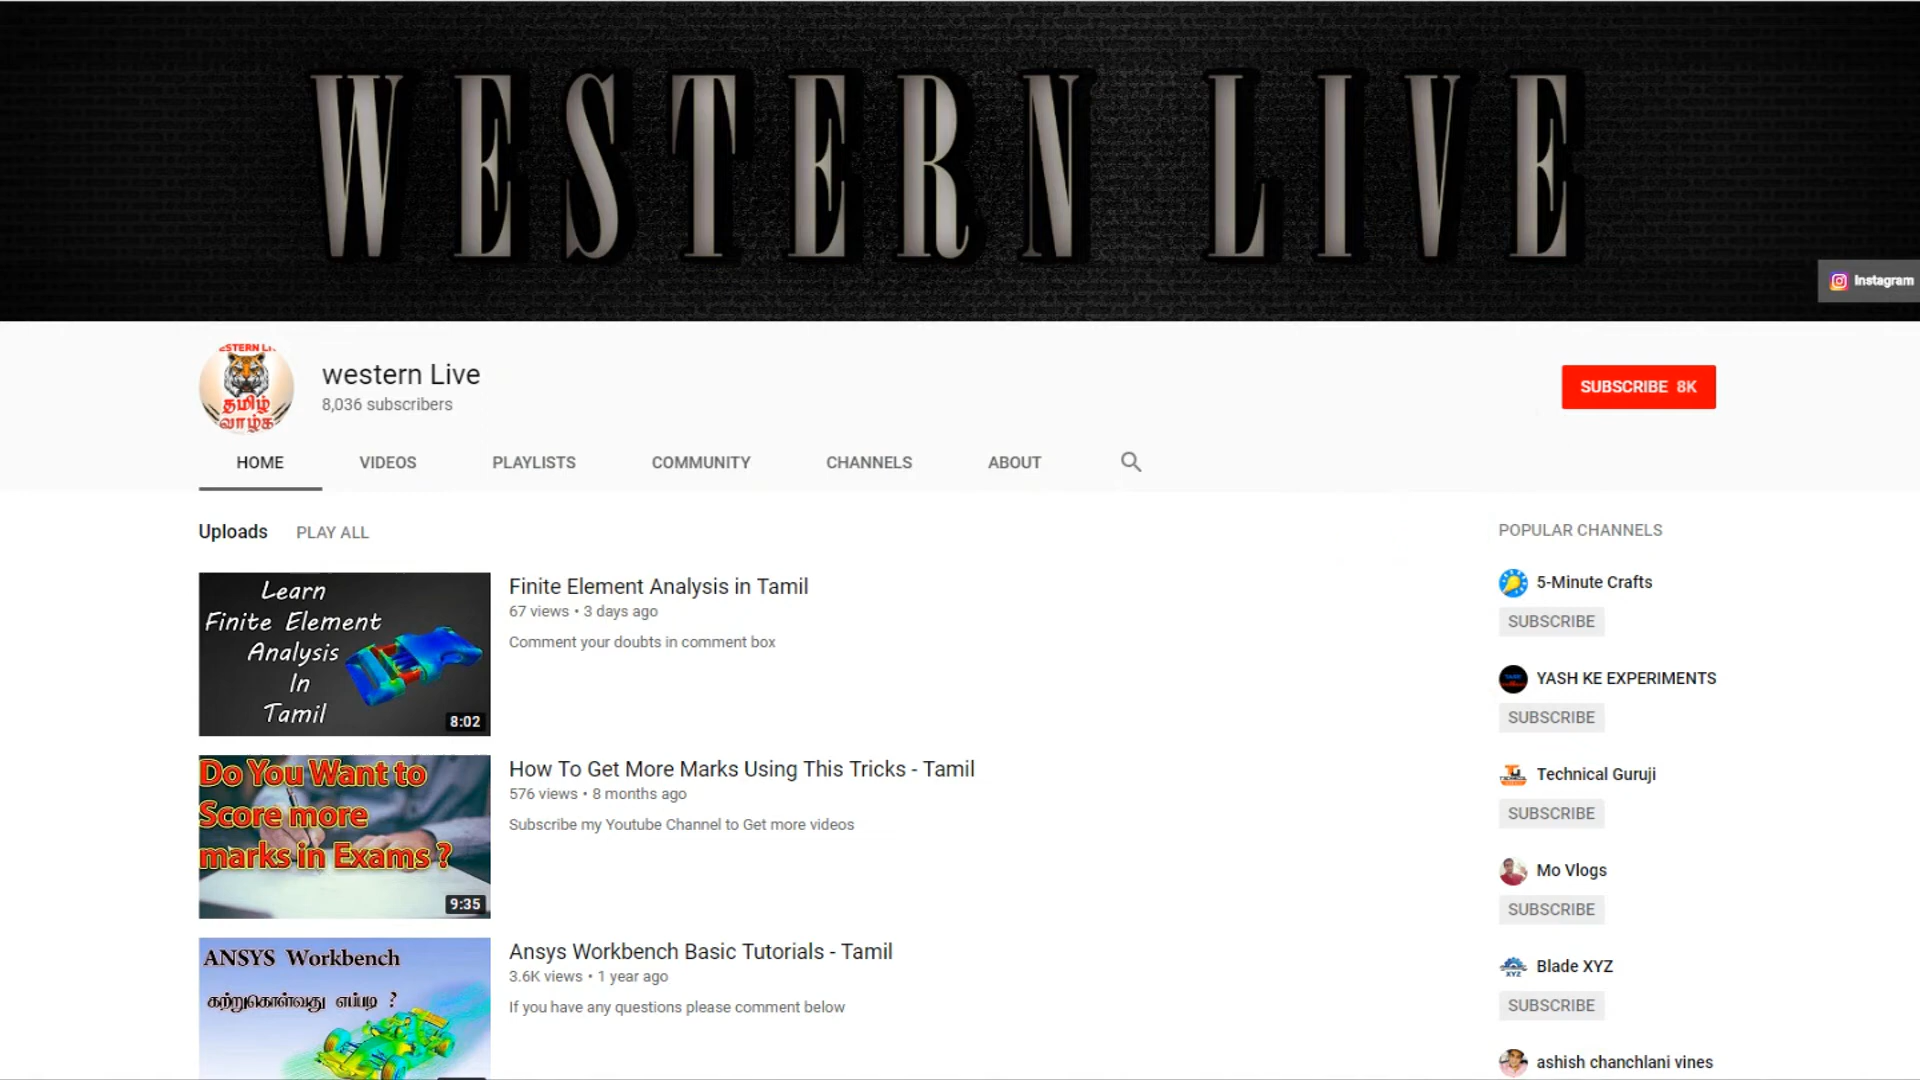 WESTERN LIVE
Instagram
ESTERN LI
தமிழ்
வாழ்க
western Live
8,036 subscribers
SUBSCRIBE 8K
HOME VIDEOS PLAYLISTS COMMUNITY CHANNELS ABOUT
Uploads PLAY ALL
Learn
Finite Element
Analysis
In
Tamil
8:02
Finite Element Analysis in Tamil
67 views • 3 days ago
Comment your doubts in comment box
Do You Want to
Score more
marks in Exams ?
9:35
How To Get More Marks Using This Tricks - Tamil
576 views • 8 months ago
Subscribe my Youtube Channel to Get more videos
ANSYS Workbench
கற்றுகொள்வது எப்படி ?
Ansys Workbench Basic Tutorials - Tamil
3.6K views • 1 year ago
If you have any questions please comment below
POPULAR CHANNELS
5-Minute Crafts
SUBSCRIBE
YASH KE EXPERIMENTS
SUBSCRIBE
Technical Guruji
SUBSCRIBE
Mo Vlogs
SUBSCRIBE
XYZ
Blade XYZ
SUBSCRIBE
ashish chanchlani vines